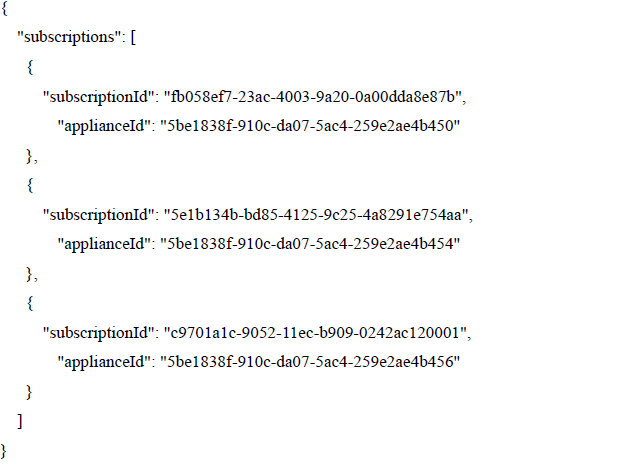 {
"subscriptions": [
{
"subscriptionId": "fb058ef7-23ac-4003-9a20-0a00dda8e87b",
"applianceId": "5be1838f-910c-da07-5ac4-259e2ae4b450"
},
{
"subscriptionId": "5e1b134b-bd85-4125-9c25-4a8291e754aa",
"applianceId": "5be1838f-910c-da07-5ac4-259e2ae4b454"
},
{
"subscriptionId": "c9701a1c-9052-11ec-b909-0242ac120001",
"applianceId": "5be1838f-910c-da07-5ac4-259e2ae4b456"
}
]
}